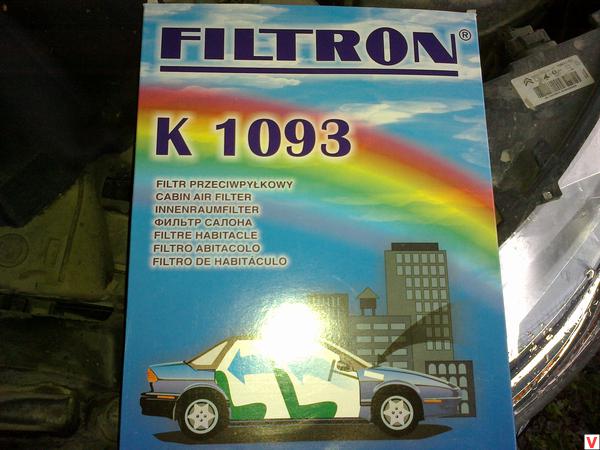 FILTRON®
K 1093
FILTR PRZECIWPYŁKOWY
CABIN AIR FILTER
INNENRAUMFILTER
ФИЛЬТР САЛОНА
FILTRE HABITACLE
FILTRO ABITACOLO
FILTRO DE HABITÁCULO
V